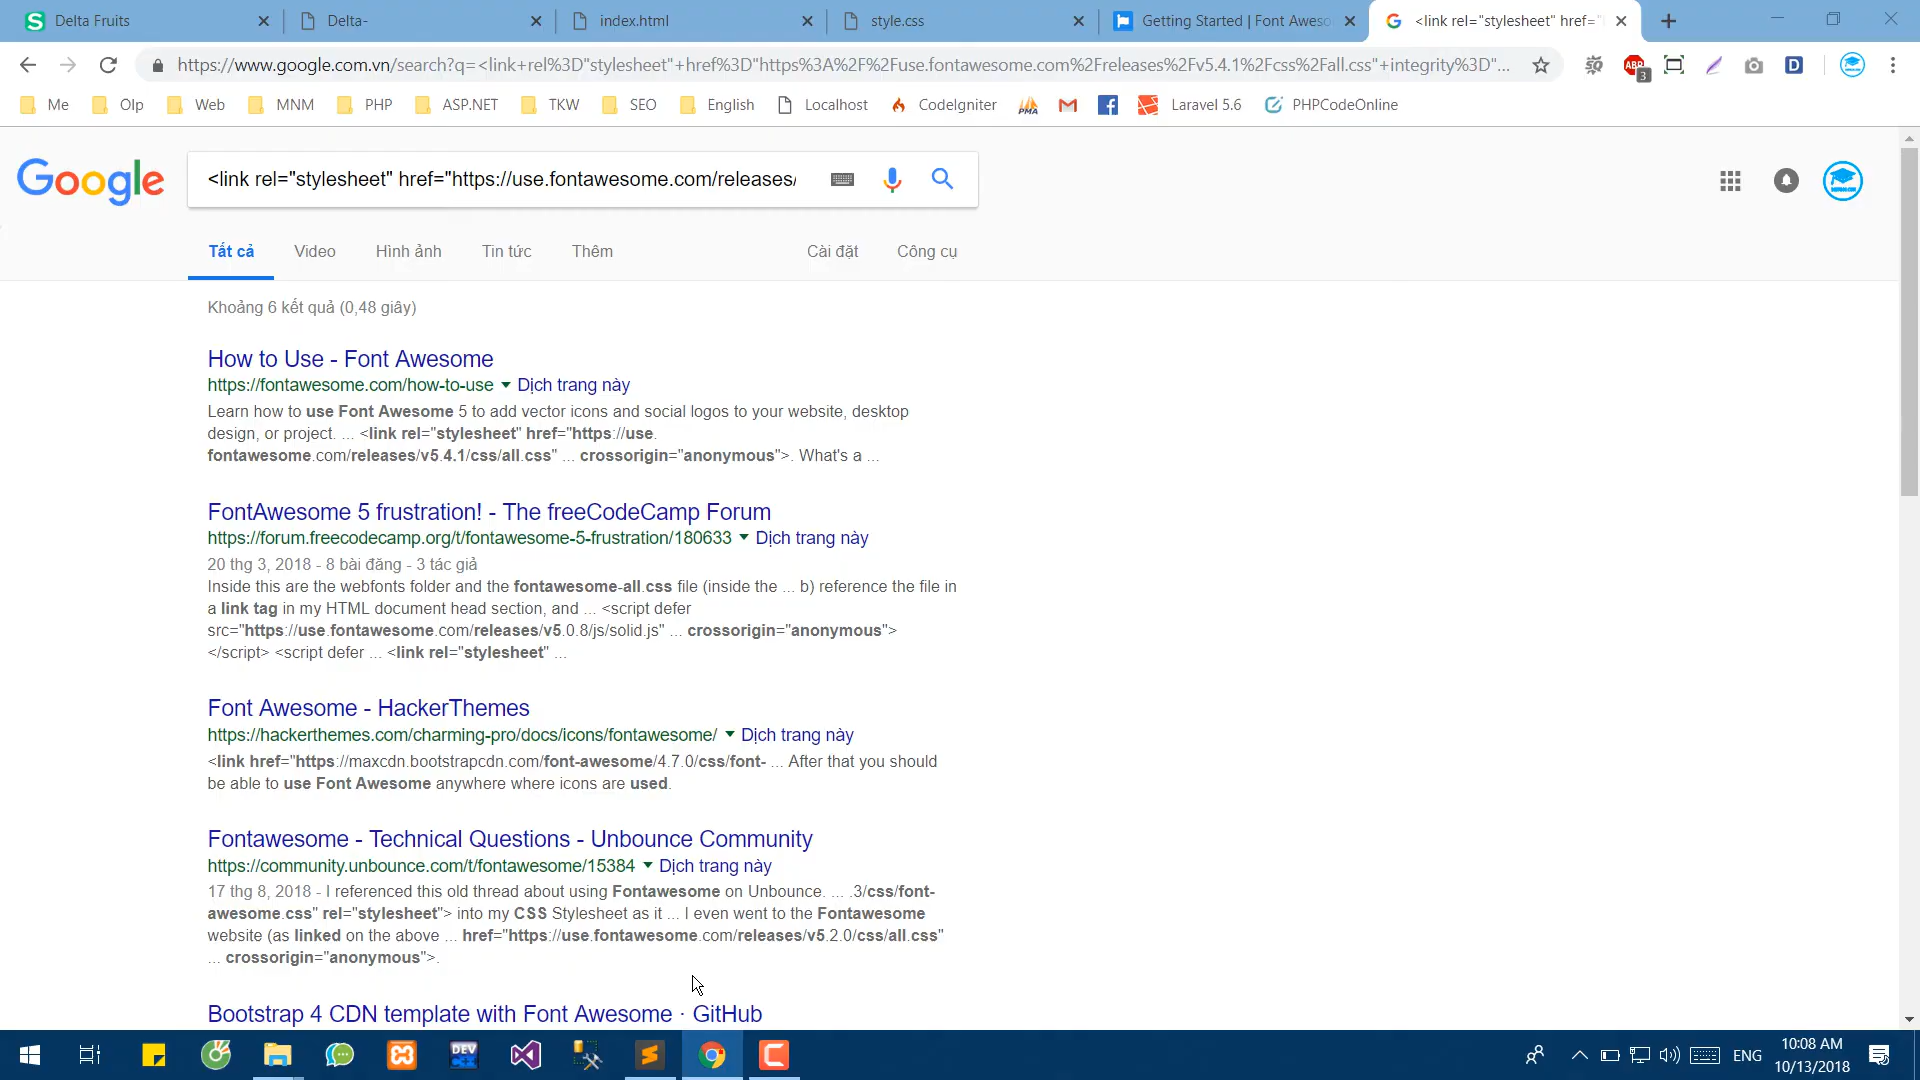 Delta Fruits
Delta-
index.html
style.css
Getting Started | Font Aweso
<link rel="stylesheet" href="
https://www.google.com.vn/search?q=<link+rel%3D"stylesheet"+href%3D"https%3A%2F%2Fuse.fontawesome.com%2Freleases%2Fv5.4.1%2Fcss%2Fall.css"+integrity%3D"...
ABP
3
D
Me
Olp
Web
MNM
PHP
ASP.NET
TKW
SEO
English
Localhost
CodeIgniter
PMA
Laravel 5.6
PHPCodeOnline
Google
<link rel="stylesheet" href="https://use.fontawesome.com/releases/
Tất cả
Video
Hình ảnh
Tin tức
Thêm
Cài đặt
Công cụ
Khoảng 6 kết quả (0,48 giây)
How to Use - Font Awesome
https://fontawesome.com/how-to-use Dịch trang này
Learn how to use Font Awesome 5 to add vector icons and social logos to your website, desktop
design, or project. ... <link rel="stylesheet" href="https://use.
fontawesome.com/releases/v5.4.1/css/all.css" ... crossorigin="anonymous">. What's a ...
FontAwesome 5 frustration! - The freeCodeCamp Forum
https://forum.freecodecamp.org/t/fontawesome-5-frustration/180633 Dịch trang này
20 thg 3, 2018 - 8 bài đăng - 3 tác giả
Inside this are the webfonts folder and the fontawesome-all.css file (inside the ... b) reference the file in
a link tag in my HTML document head section, and ... <script defer
src="https://use.fontawesome.com/releases/v5.0.8/js/solid.js" ... crossorigin="anonymous">
</script> <script defer ... <link rel="stylesheet" ...
Font Awesome - HackerThemes
https://hackerthemes.com/charming-pro/docs/icons/fontawesome/ Dịch trang này
<link href="https://maxcdn.bootstrapcdn.com/font-awesome/4.7.0/css/font- ... After that you should
be able to use Font Awesome anywhere where icons are used.
Fontawesome - Technical Questions - Unbounce Community
https://community.unbounce.com/t/fontawesome/15384 Dịch trang này
17 thg 8, 2018 - I referenced this old thread about using Fontawesome on Unbounce. ... .3/css/font-
awesome.css" rel="stylesheet"> into my CSS Stylesheet as it ... I even went to the Fontawesome
website (as linked on the above ... href="https://use.fontawesome.com/releases/v5.2.0/css/all.css"
... crossorigin="anonymous">.
Bootstrap 4 CDN template with Font Awesome · GitHub
DEV
C++
ENG
10:08 AM
10/13/2018